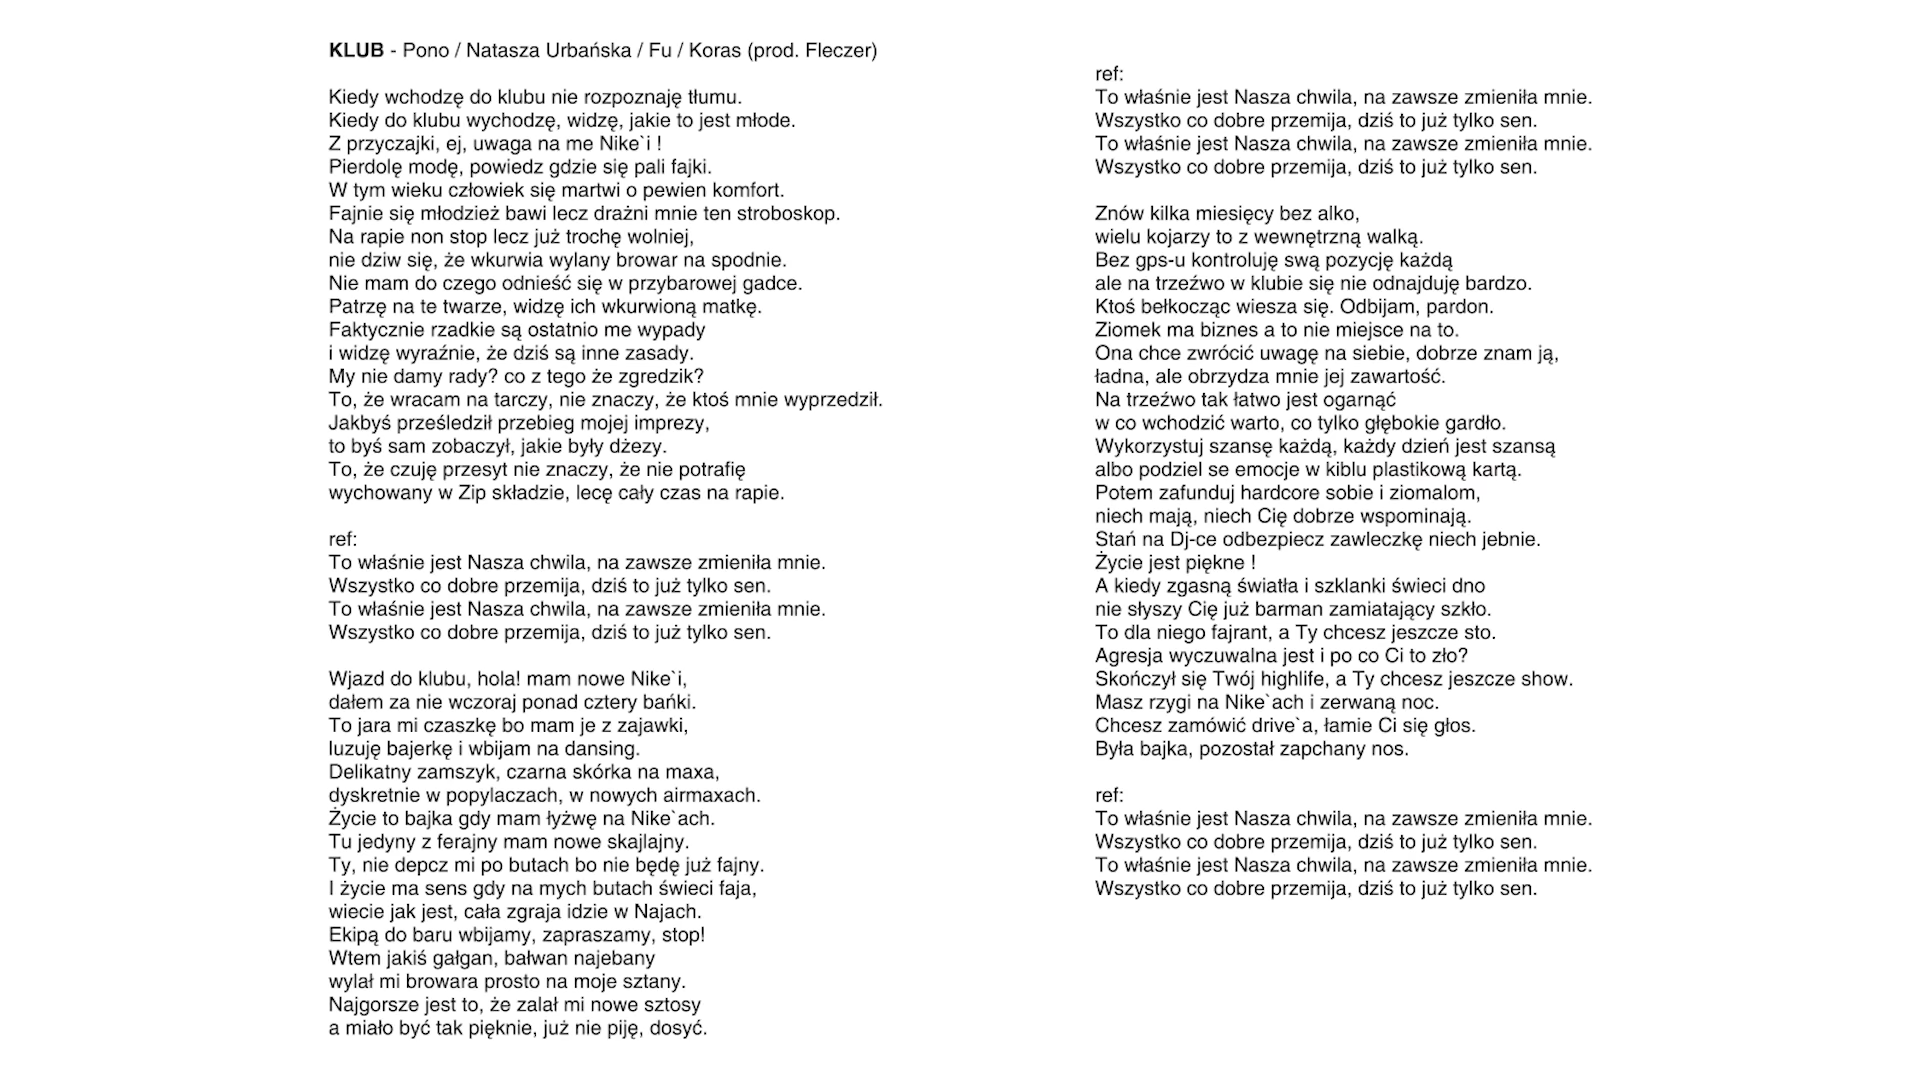 KLUB - Pono / Natasza Urbańska / Fu / Koras (prod. Fleczer)
Kiedy wchodzę do klubu nie rozpoznaję tłumu.
Kiedy do klubu wychodzę, widzę, jakie to jest młode.
Z przyczajki, ej, uwaga na me Nike`i !
Pierdolę modę, powiedz gdzie się pali fajki.
W tym wieku człowiek się martwi o pewien komfort.
Fajnie się młodzież bawi lecz drażni mnie ten stroboskop.
Na rapie non stop lecz już trochę wolniej,
nie dziw się, że wkurwia wylany browar na spodnie.
Nie mam do czego odnieść się w przybarowej gadce.
Patrzę na te twarze, widzę ich wkurwioną matkę.
Faktycznie rzadkie są ostatnio me wypady
i widzę wyraźnie, że dziś są inne zasady.
My nie damy rady? co z tego że zgredzik?
To, że wracam na tarczy, nie znaczy, że ktoś mnie wyprzedził.
Jakbyś prześledził przebieg mojej imprezy,
to byś sam zobaczył, jakie były dżezy.
To, że czuję przesyt nie znaczy, że nie potrafię
wychowany w Zip składzie, lecę cały czas na rapie.
ref:
To właśnie jest Nasza chwila, na zawsze zmieniła mnie.
Wszystko co dobre przemija, dziś to już tylko sen.
To właśnie jest Nasza chwila, na zawsze zmieniła mnie.
Wszystko co dobre przemija, dziś to już tylko sen.
Wjazd do klubu, hola! mam nowe Nike`i,
dałem za nie wczoraj ponad cztery bańki.
To jara mi czaszkę bo mam je z zajawki,
luzuję bajerkę i wbijam na dansing.
Delikatny zamszyk, czarna skórka na maxa,
dyskretnie w popylaczach, w nowych airmaxach.
Życie to bajka gdy mam łyżwę na Nike`ach.
Tu jedyny z ferajny mam nowe skajlajny.
Ty, nie depcz mi po butach bo nie będę już fajny.
I życie ma sens gdy na mych butach świeci faja,
wiecie jak jest, cała zgraja idzie w Najach.
Ekipą do baru wbijamy, zapraszamy, stop!
Wtem jakiś gałgan, bałwan najebany
wylał mi browara prosto na moje sztany.
Najgorsze jest to, że zalał mi nowe sztosy
a miało być tak pięknie, już nie piję, dosyć.
ref:
To właśnie jest Nasza chwila, na zawsze zmieniła mnie.
Wszystko co dobre przemija, dziś to już tylko sen.
To właśnie jest Nasza chwila, na zawsze zmieniła mnie.
Wszystko co dobre przemija, dziś to już tylko sen.
Znów kilka miesięcy bez alko,
wielu kojarzy to z wewnętrzną walką.
Bez gps-u kontroluję swą pozycję każdą
ale na trzeźwo w klubie się nie odnajduję bardzo.
Ktoś bełkocząc wiesza się. Odbijam, pardon.
Ziomek ma biznes a to nie miejsce na to.
Ona chce zwrócić uwagę na siebie, dobrze znam ją,
ładna, ale obrzydza mnie jej zawartość.
Na trzeźwo tak łatwo jest ogarnąć
w co wchodzić warto, co tylko głębokie gardło.
Wykorzystuj szansę każdą, każdy dzień jest szansą
albo podziel se emocje w kiblu plastikową kartą.
Potem zafunduj hardcore sobie i ziomalom,
niech mają, niech Cię dobrze wspominają.
Stań na Dj-ce odbezpiecz zawleczkę niech jebnie.
Życie jest piękne !
A kiedy zgasną światła i szklanki świeci dno
nie słyszy Cię już barman zamiatający szkło.
To dla niego fajrant, a Ty chcesz jeszcze sto.
Agresja wyczuwalna jest i po co Ci to zło?
Skończył się Twój highlife, a Ty chcesz jeszcze show.
Masz rzygi na Nike`ach i zerwaną noc.
Chcesz zamówić drive`a, łamie Ci się głos.
Była bajka, pozostał zapchany nos.
ref:
To właśnie jest Nasza chwila, na zawsze zmieniła mnie.
Wszystko co dobre przemija, dziś to już tylko sen.
To właśnie jest Nasza chwila, na zawsze zmieniła mnie.
Wszystko co dobre przemija, dziś to już tylko sen.